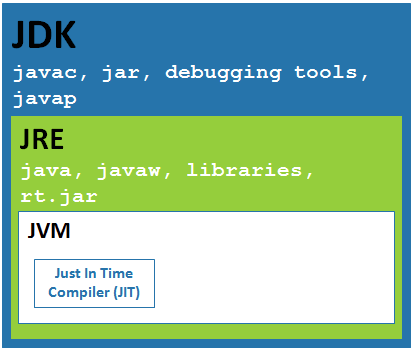 JDK
javac, jar, debugging tools,
javap
JRE
java, javaw, libraries,
rt.jar
JVM
Just In Time
Compiler (JIT)